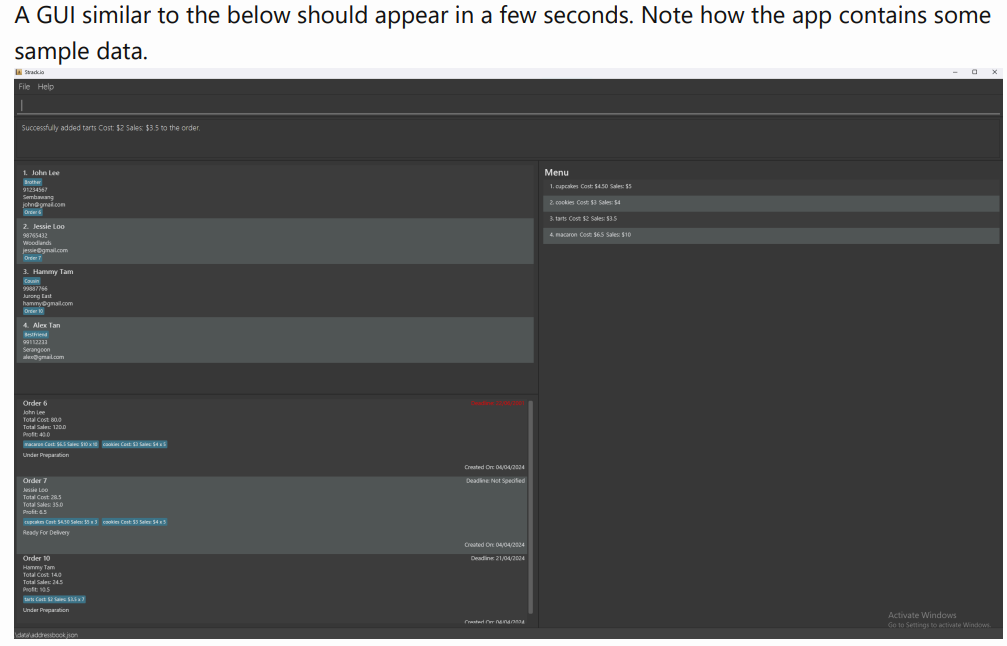 A GUI similar to the below should appear in a few seconds. Note how the app contains some
sample data.
Strack.io
File Help
Successfully added tarts Cost: $2 Sales: $3.5 to the order.
1. John Lee
Brother
91234567
Sembawang
john@gmail.com
Order 6
2. Jessie Loo
98765432
Woodlands
jessie@gmail.com
Order 7
3. Hammy Tam
Cousin
99887766
Jurong East
hammy@gmail.com
Order 10
4. Alex Tan
Bestfriend
99112233
Serangoon
alex@gmail.com
Menu
1. cupcakes Cost: $4.50 Sales: $5
2. cookies Cost: $3 Sales: $4
3. tarts Cost: $2 Sales: $3.5
4. macaron Cost: $6.5 Sales: $10
Order 6
John Lee
Total Cost: 80.0
Total Sales: 120.0
Profit: 40.0
macaron Cost: $6.5 Sales: $10 x 10 cookies Cost: $3 Sales: $4 x 5
Under Preparation
Created On: 04/04/2024
Order 7 Deadline: Not Specified
Jessie Loo
Total Cost: 28.5
Total Sales: 35.0
Profit: 6.5
cupcakes Cost: $4.50 Sales: $5 x 3 cookies Cost: $3 Sales: $4 x 5
Ready For Delivery
Created On: 04/04/2024
Order 10 Deadline: 21/04/2024
Hammy Tam
Total Cost: 14.0
Total Sales: 24.5
Profit: 10.5
tarts Cost: $2 Sales: $3.5 x 7
Under Preparation
Created On: 04/04/2024
Activate Windows
Go to Settings to activate Windows.
\data\addressbook.json